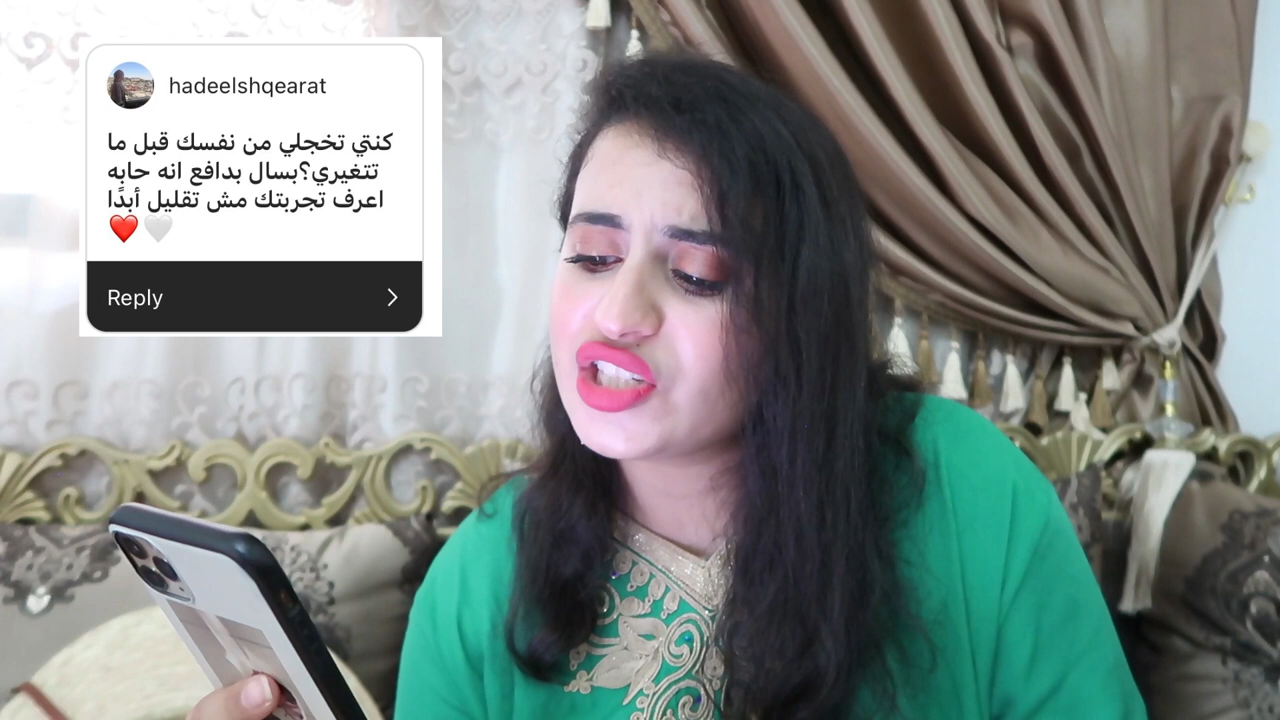 hadeelshqearat
كنتي تخجلي من نفسك قبل ما
تتغيري؟بسال بدافع انه حابه
اعرف تجربتك مش تقليل أبدًا
❤️🤍
Reply